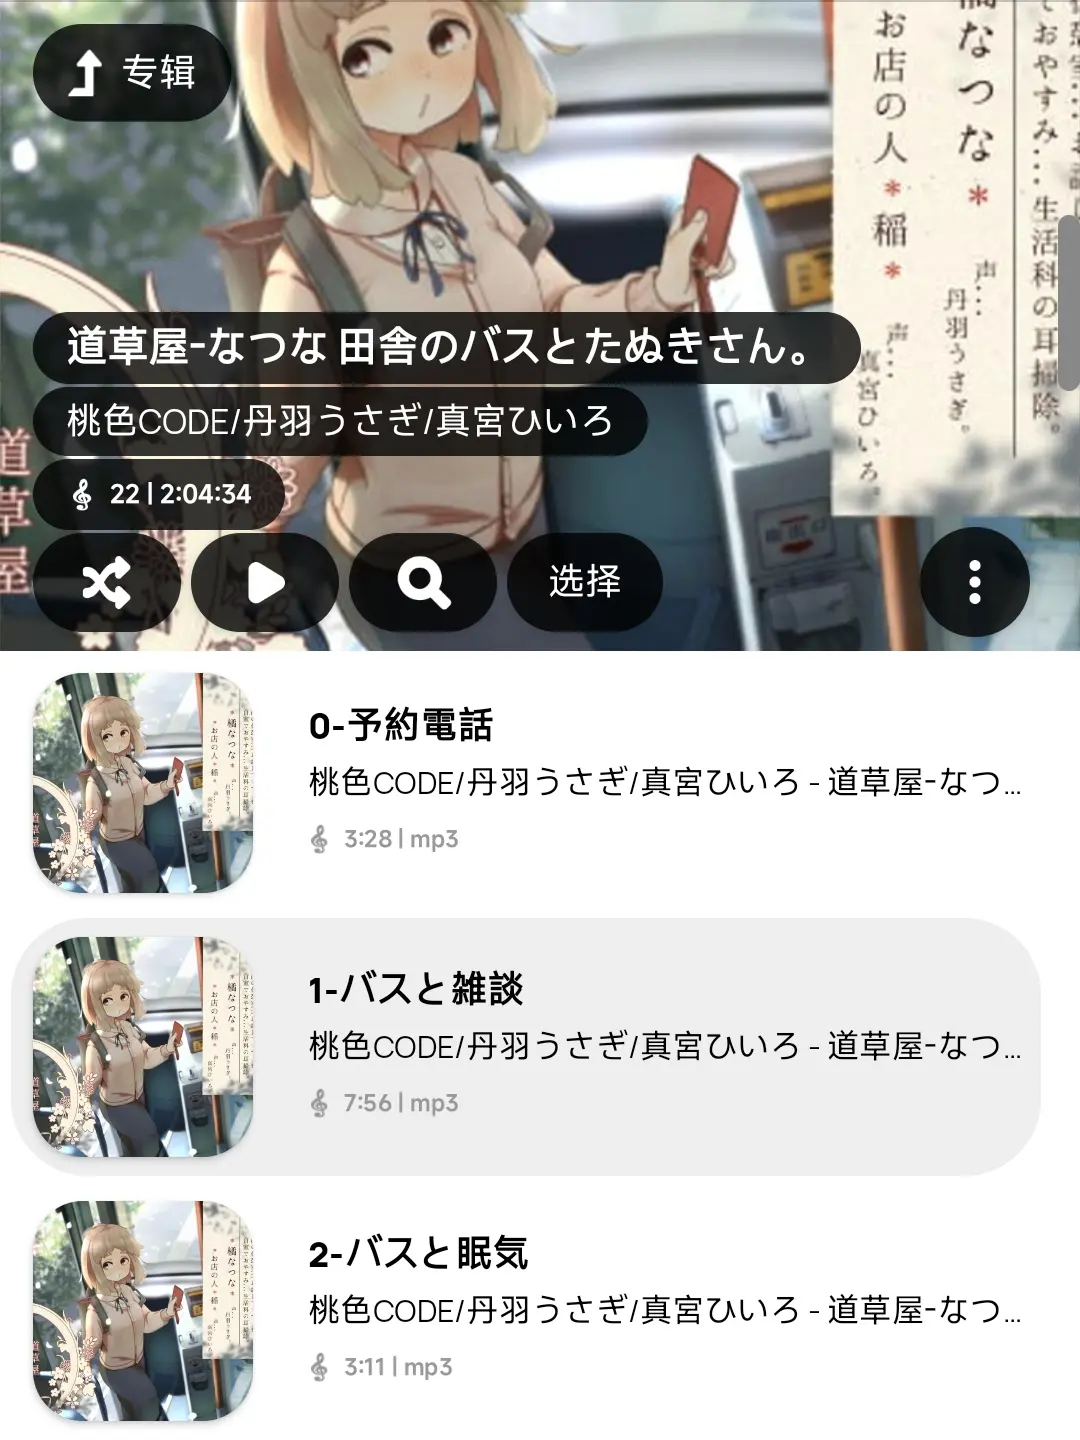 专辑
お店の人*稲*
声…真宮ひいろ。
なつな*
声…丹羽うさぎ。
ておやすみ…生活科の耳掃除。
道草屋
道草屋-なつな 田舎のバスとたぬきさん。
桃色CODE/丹羽うさぎ/真宮ひいろ
22 | 2:04:34
选择
0-予約電話
桃色CODE/丹羽うさぎ/真宮ひいろ - 道草屋-なつ...
3:28 | mp3
1-バスと雑談
桃色CODE/丹羽うさぎ/真宮ひいろ - 道草屋-なつ...
7:56 | mp3
2-バスと眠気
桃色CODE/丹羽うさぎ/真宮ひいろ - 道草屋-なつ...
3:11 | mp3